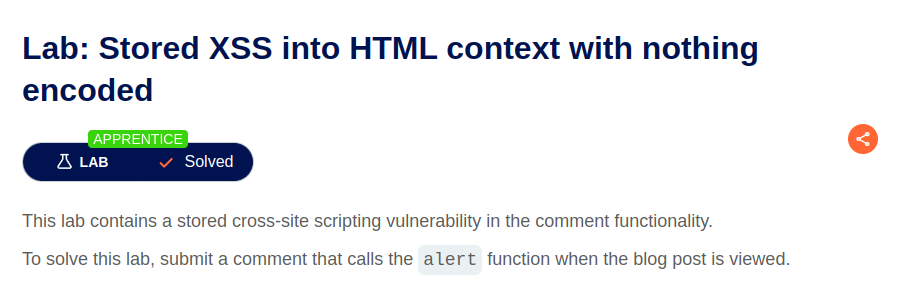 Lab: Stored XSS into HTML context with nothing
encoded
APPRENTICE
LAB Solved
This lab contains a stored cross-site scripting vulnerability in the comment functionality.
To solve this lab, submit a comment that calls the alert function when the blog post is viewed.